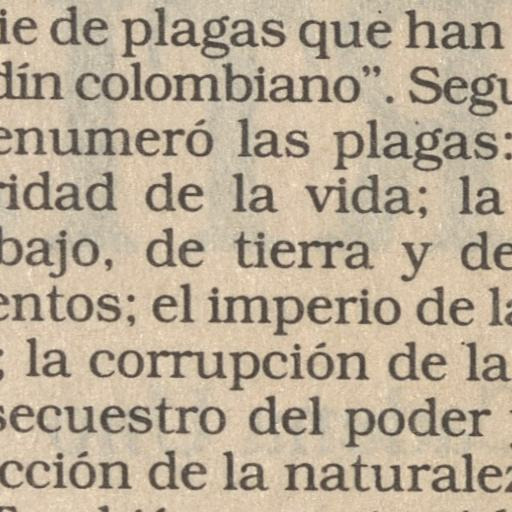 ie de plagas que han
dín colombiano”. Segu
enumeró las plagas:
ridad de la vida; la
bajo, de tierra y de
entos; el imperio de la
; la corrupción de la
secuestro del poder
cción de la naturalez